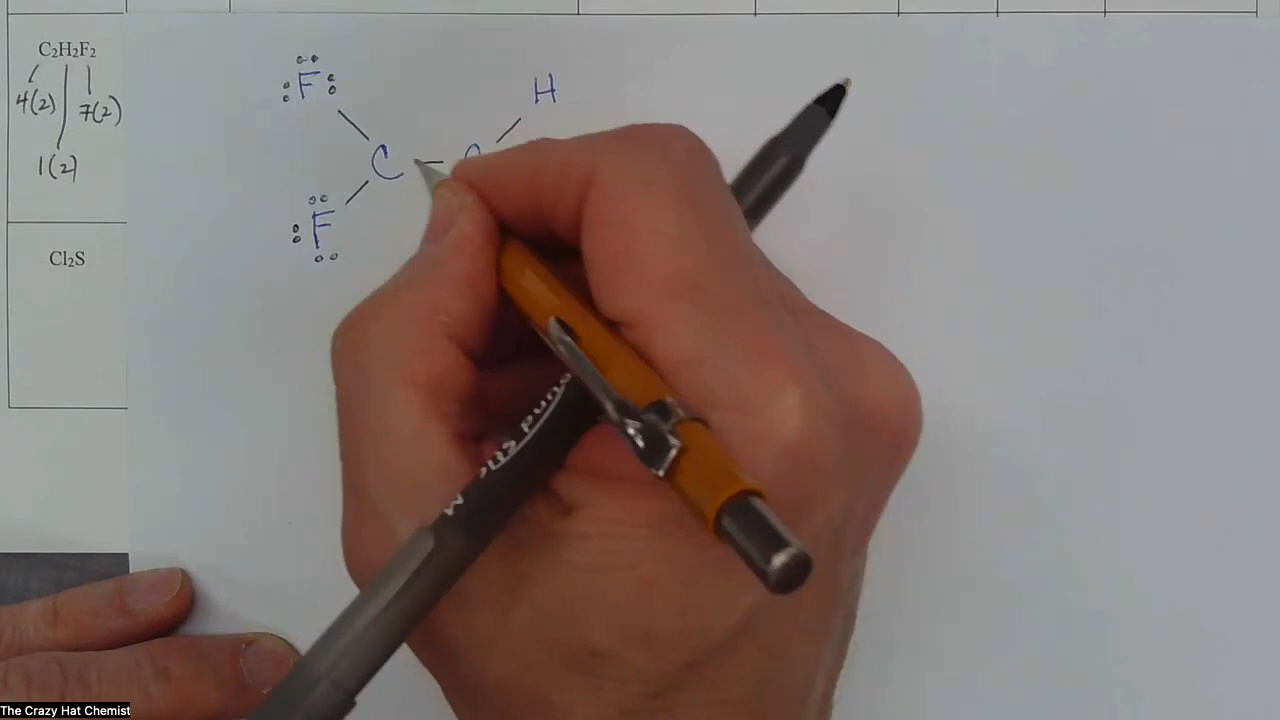 C2H2F2
4(2) 7(2)
1(2)
Cl2S
F H
C C
F
The Crazy Hat Chemist